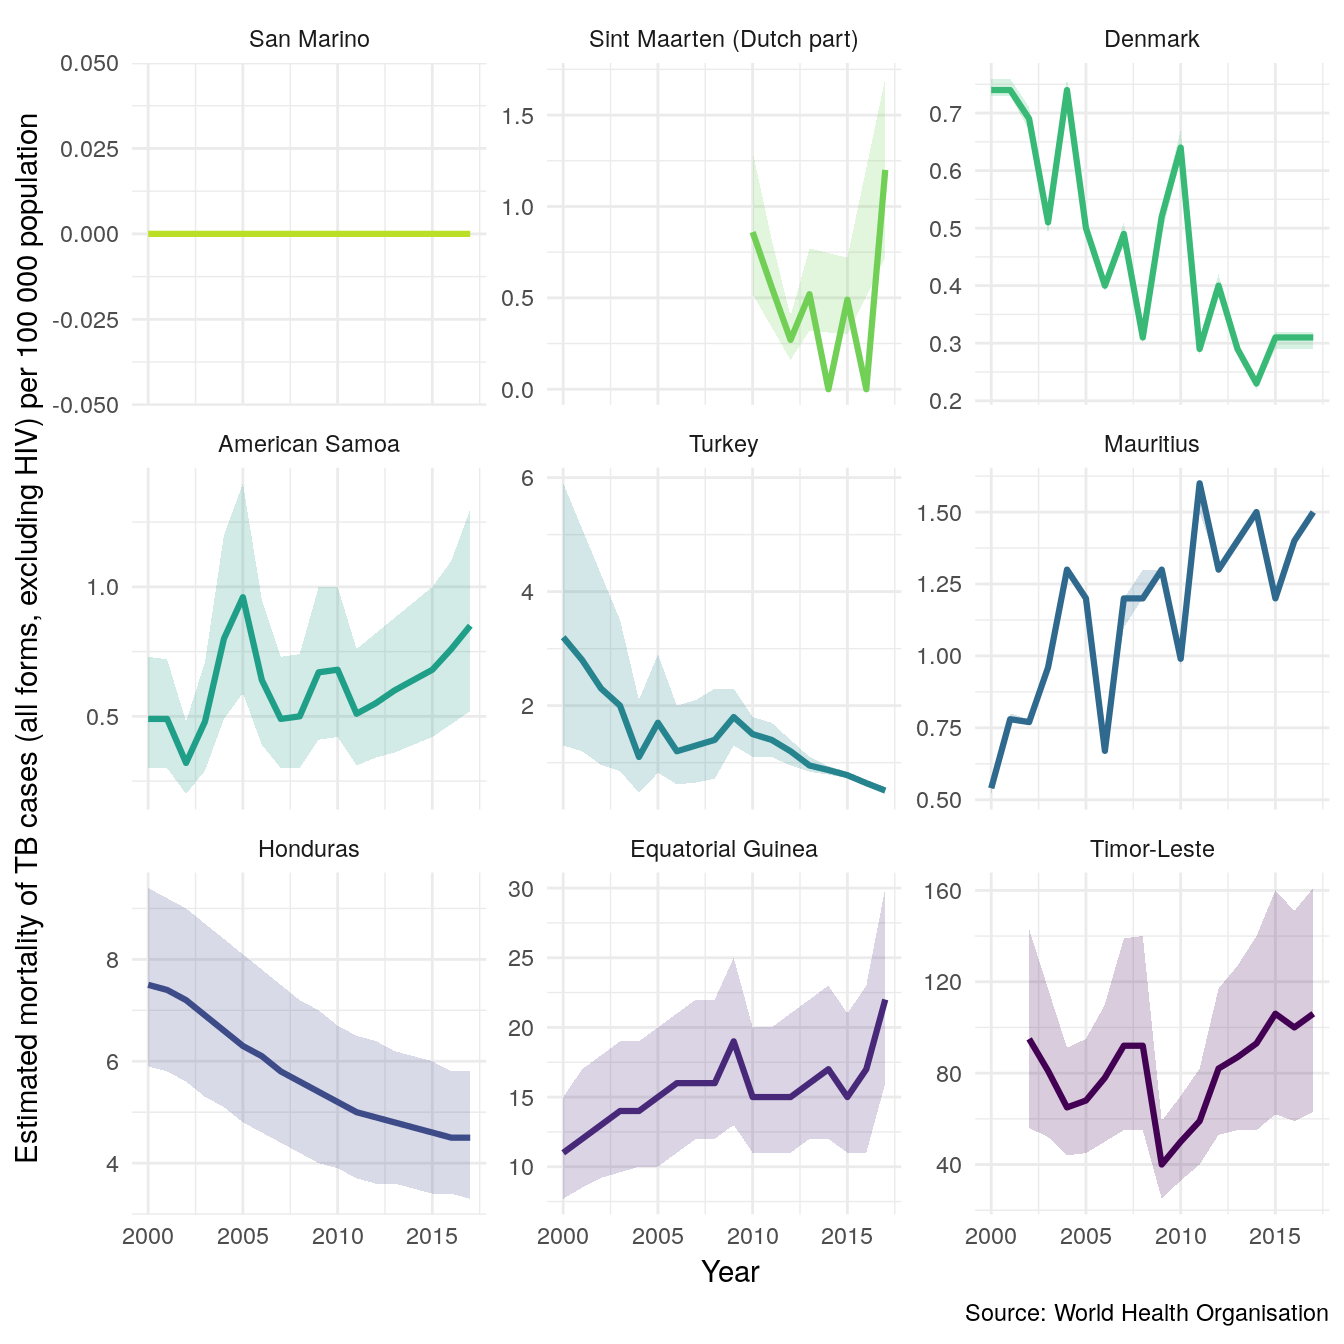 Estimated mortality of TB cases (all forms, excluding HIV) per 100 000 population
San Marino
0.050
0.025
0.000
-0.025
-0.050
Sint Maarten (Dutch part)
1.5
1.0
0.5
0.0
Denmark
0.7
0.6
0.5
0.4
0.3
0.2
American Samoa
1.0
0.5
Turkey
6
4
2
Mauritius
1.50
1.25
1.00
0.75
0.50
Honduras
8
6
4
2000 2005 2010 2015
Equatorial Guinea
30
25
20
15
10
2000 2005 2010 2015
Timor-Leste
160
120
80
40
2000 2005 2010 2015
Year
Source: World Health Organisation